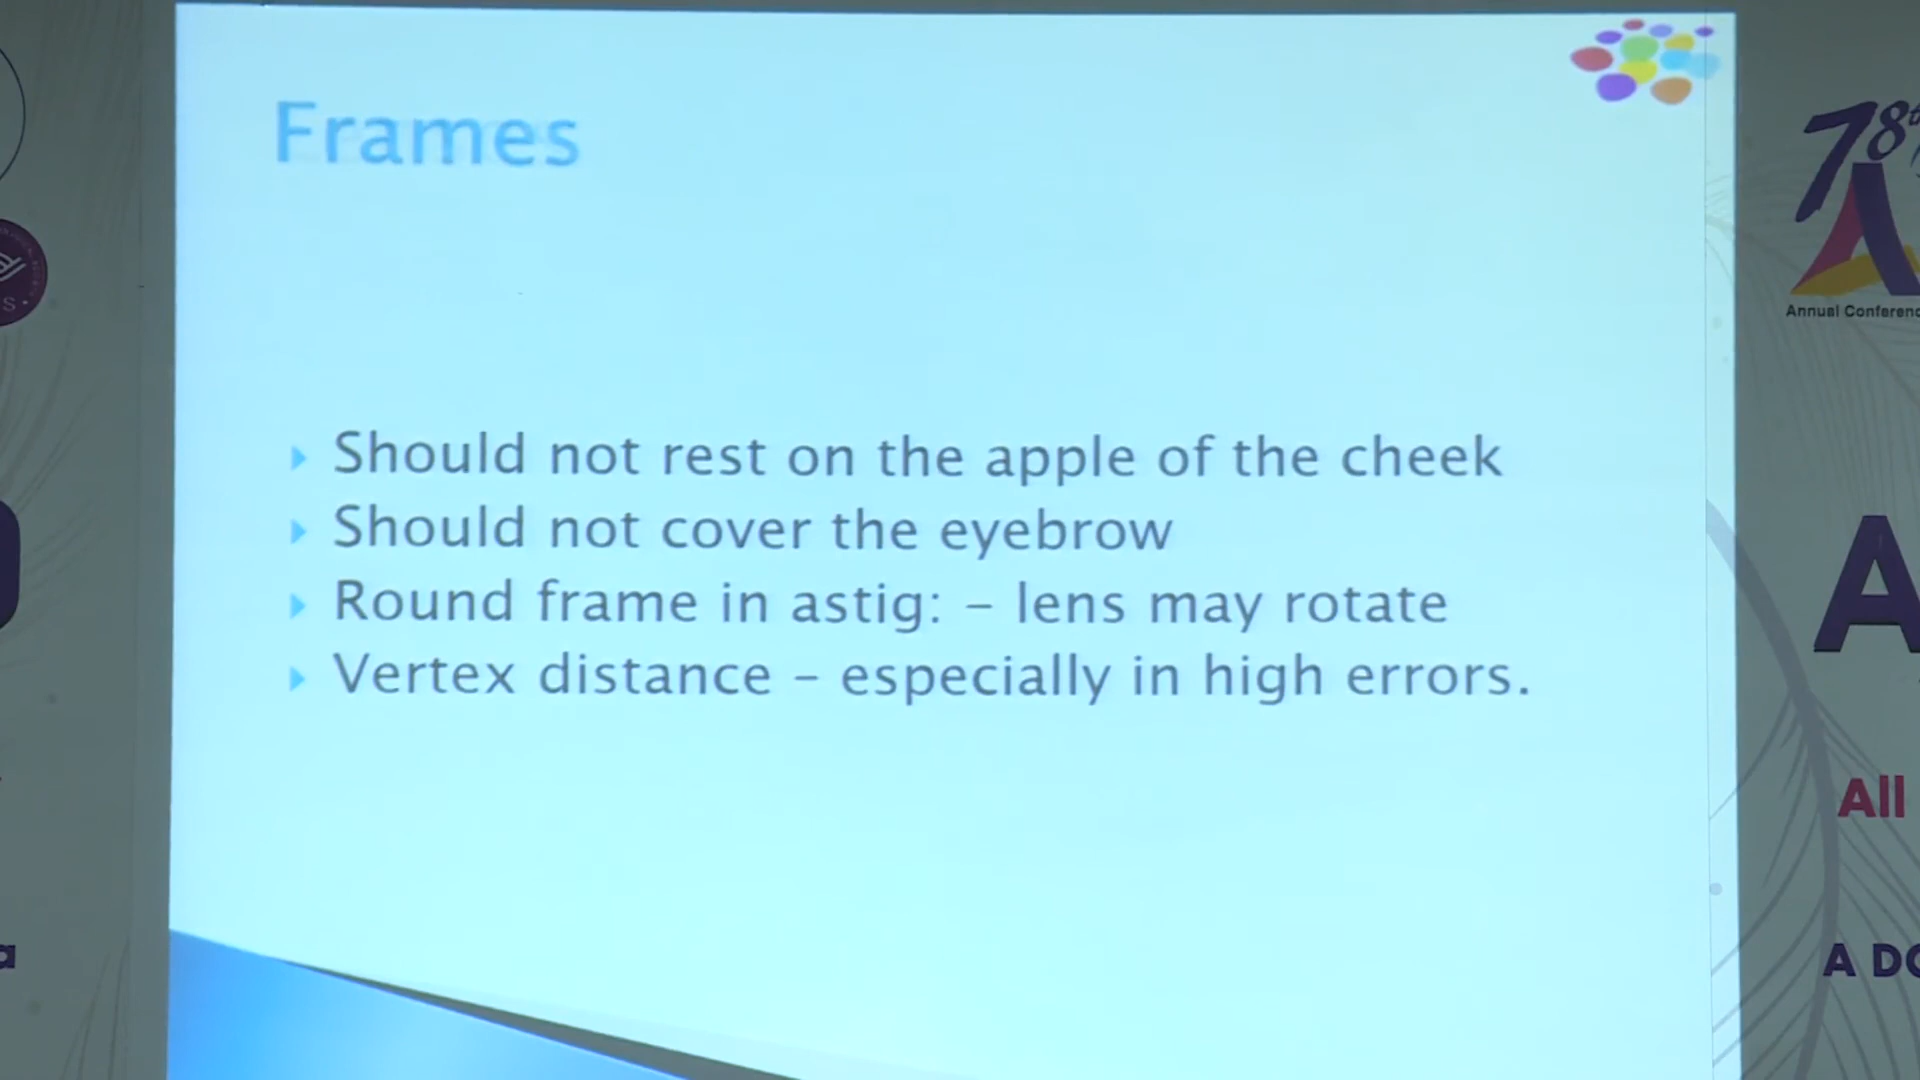 Frames
Should not rest on the apple of the cheek
Should not cover the eyebrow
Round frame in astig: – lens may rotate
Vertex distance – especially in high errors.
78th
Annual Conferenc
A
All
A DO
S
a